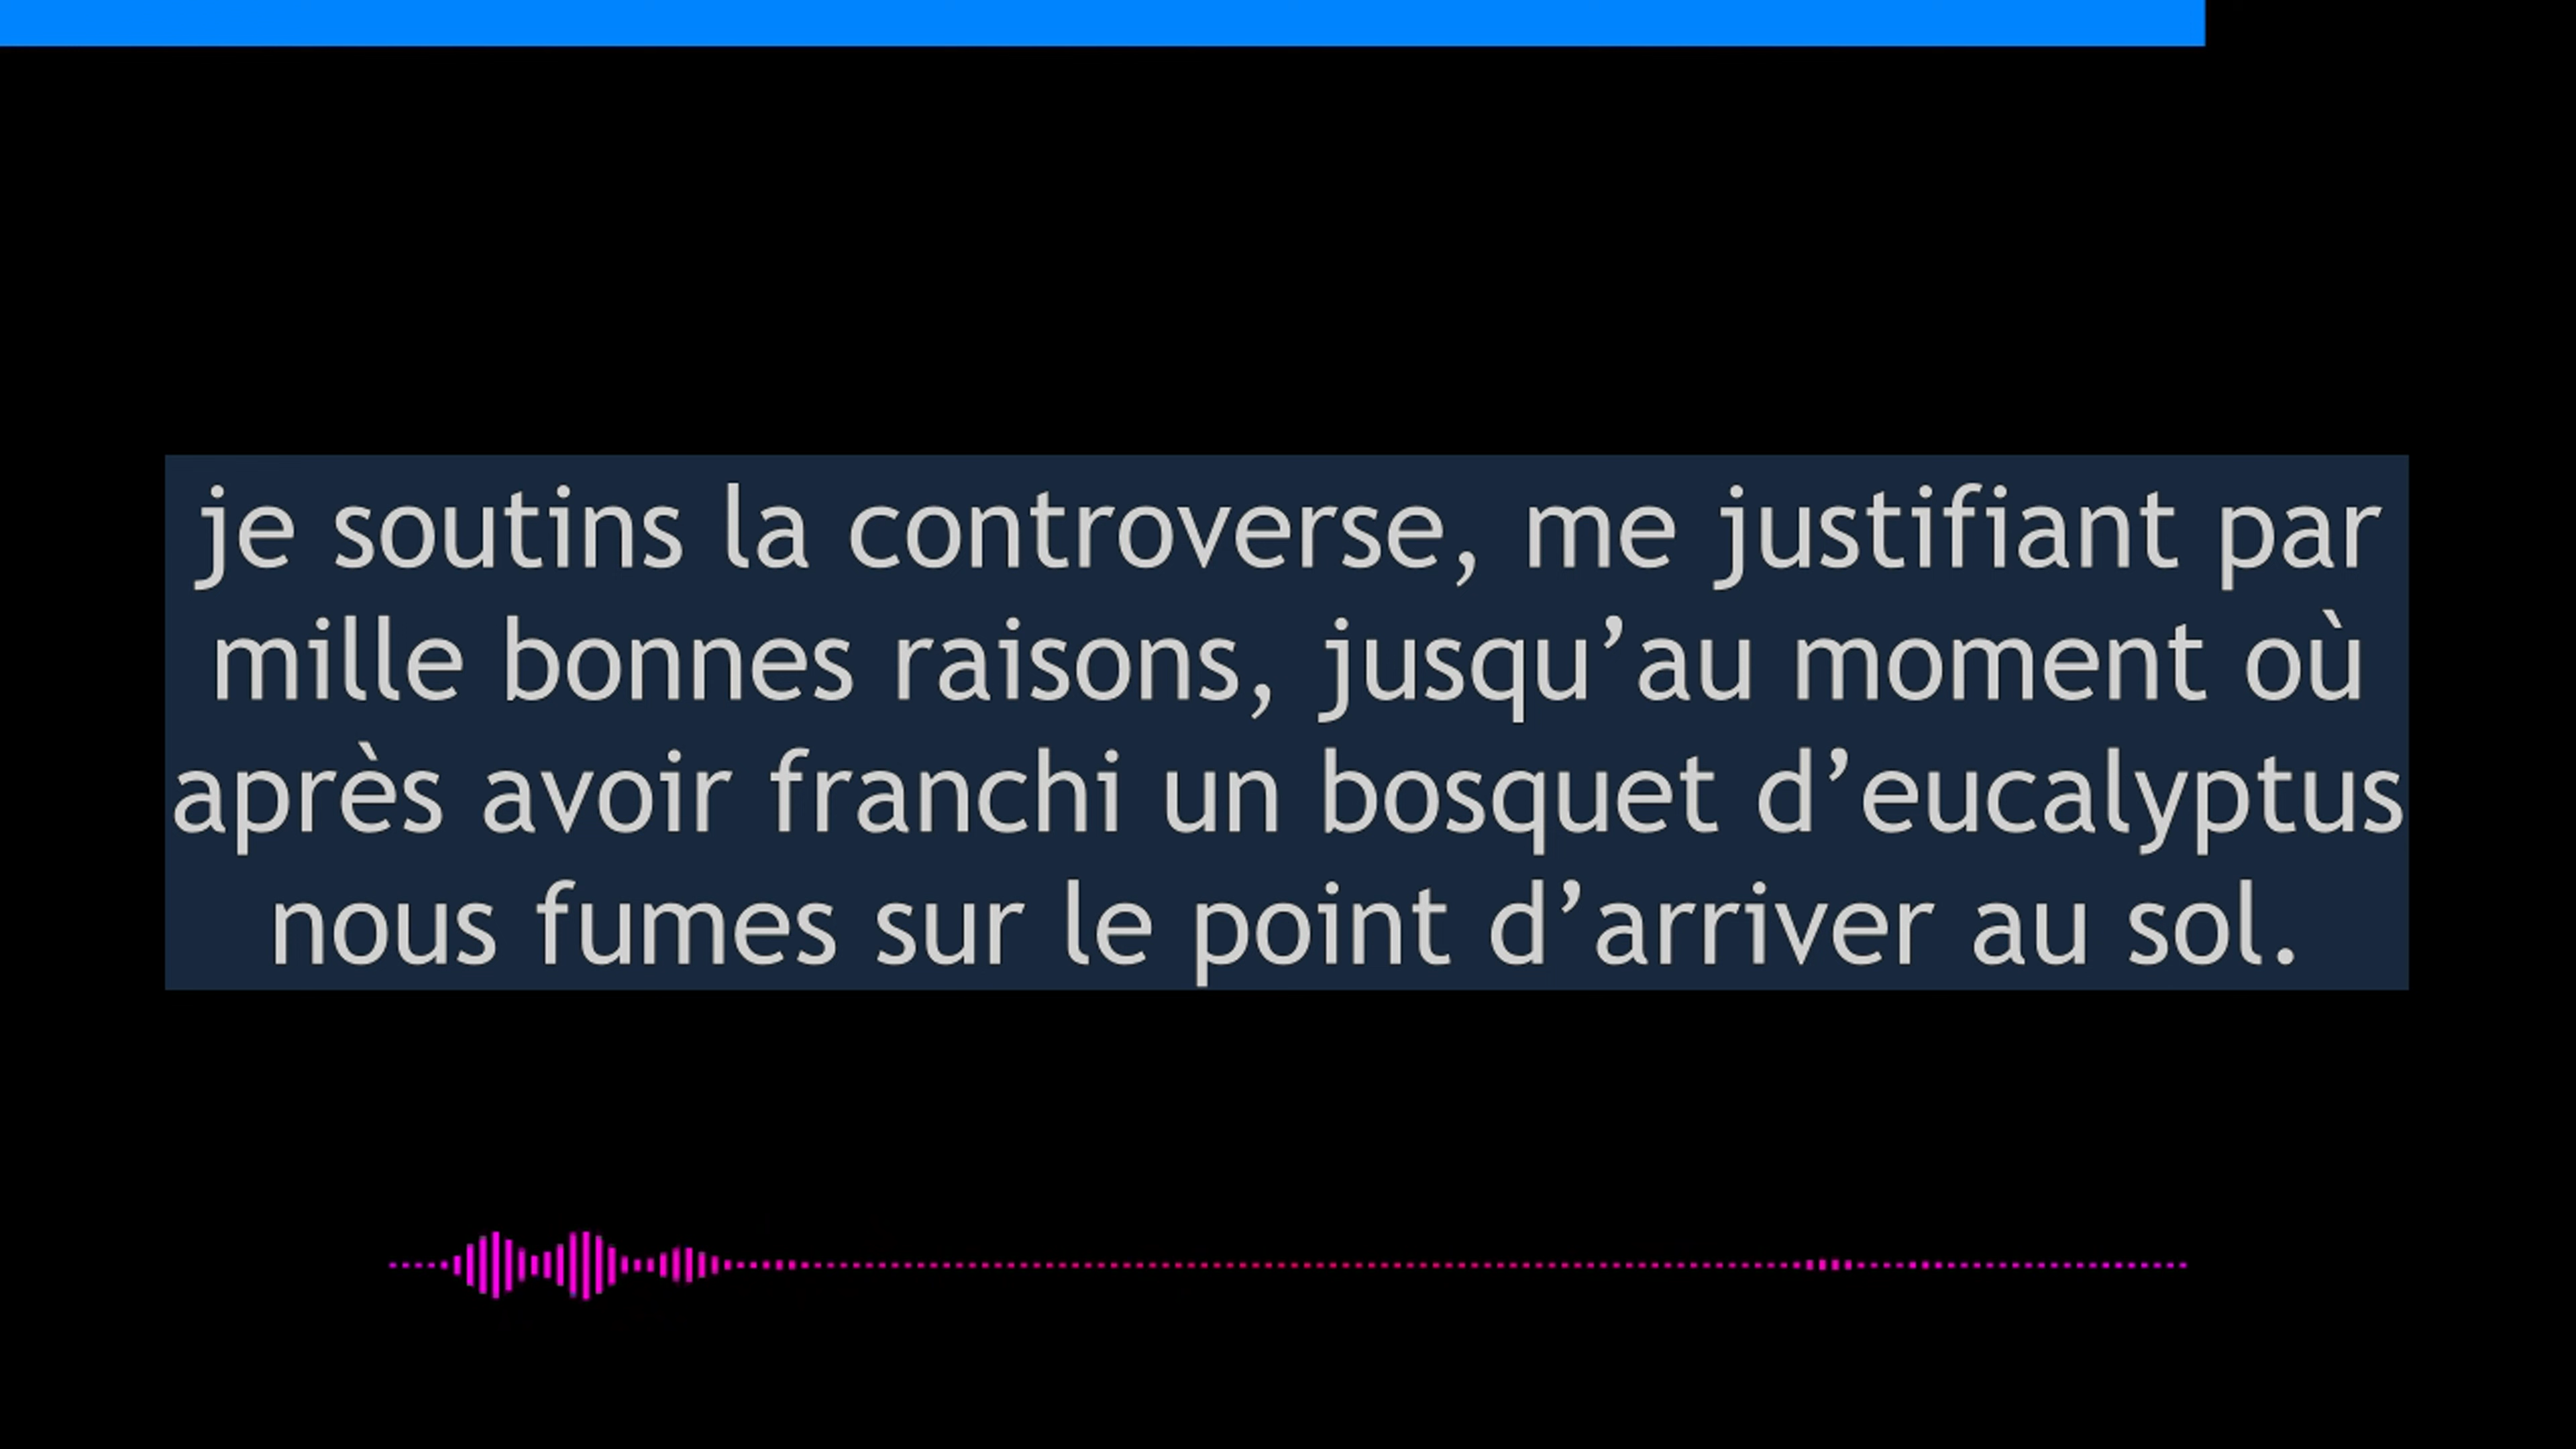 je soutins la controverse, me justifiant par
mille bonnes raisons, jusqu’au moment où
après avoir franchi un bosquet d’eucalyptus
nous fumes sur le point d’arriver au sol.